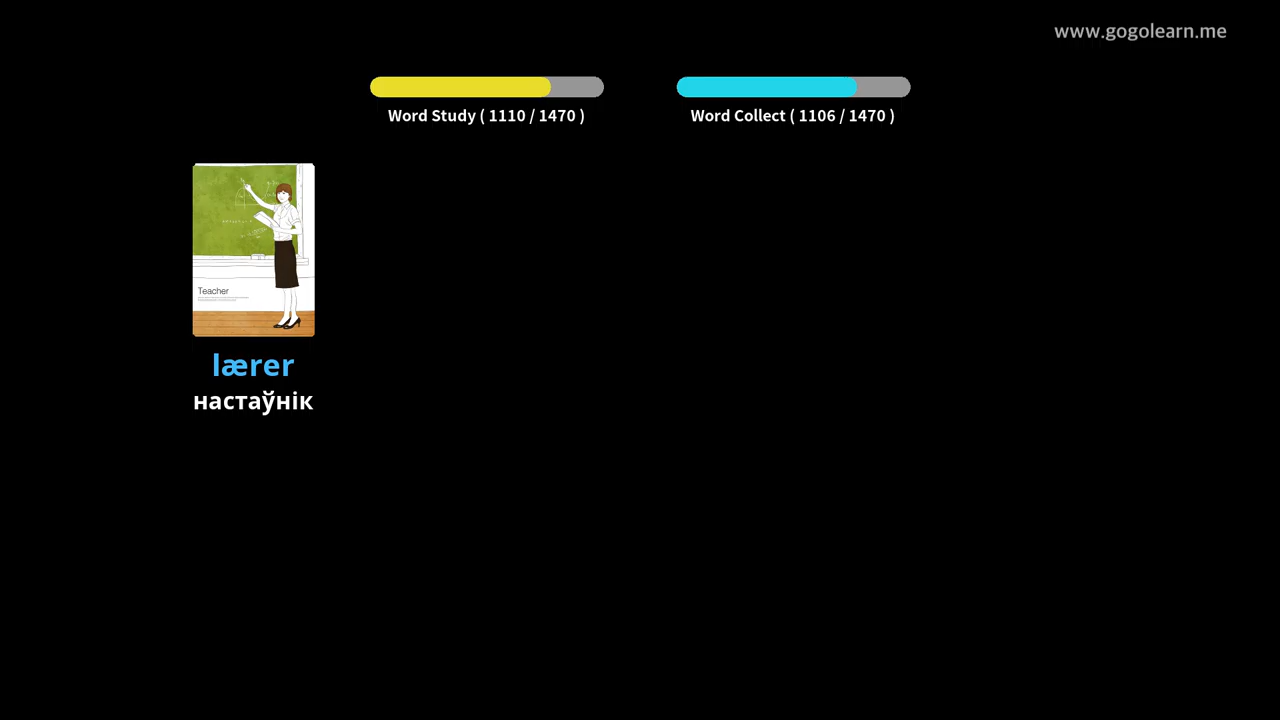 www.gogolearn.me
Word Study ( 1110 / 1470 )
Word Collect ( 1106 / 1470 )
Teacher
lærer
настаўнік